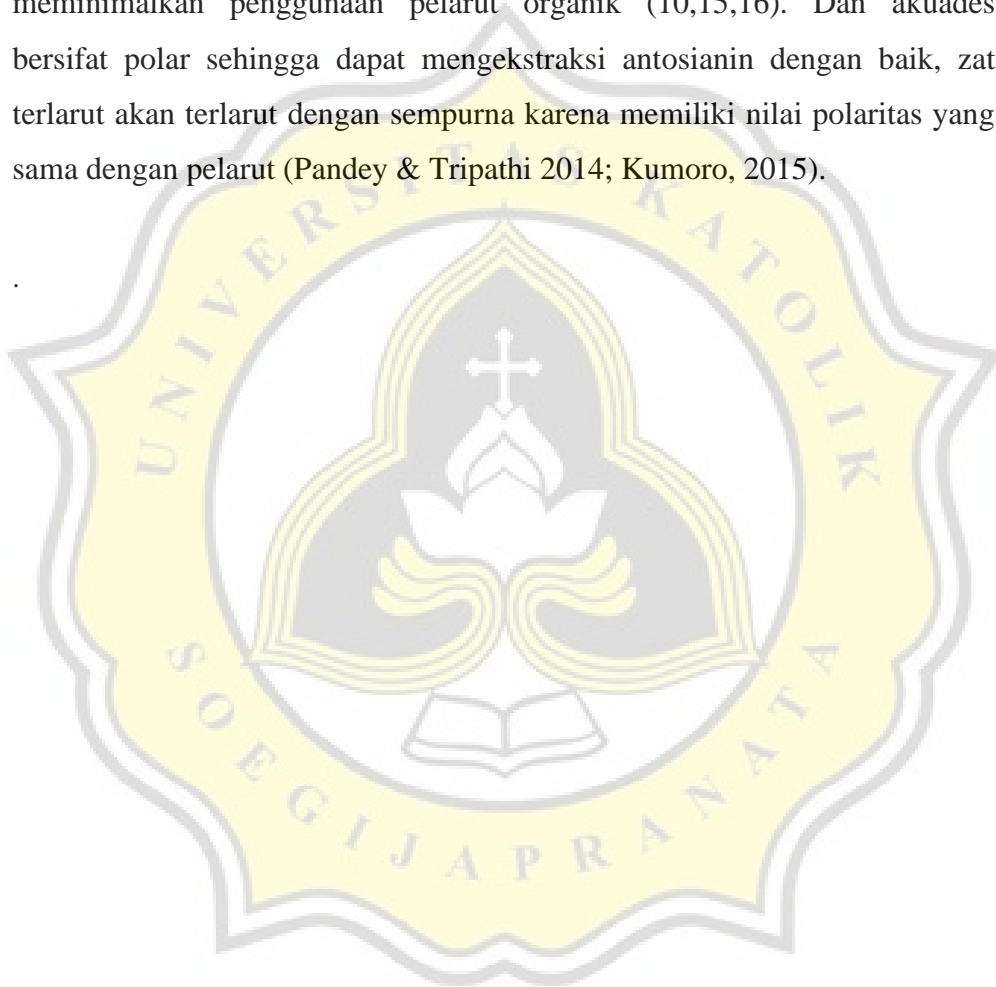 meminimalkan penggunaan pelarut organik (10,15,16). Dan akuades
bersifat polar sehingga dapat mengekstraksi antosianin dengan baik, zat
terlarut akan terlarut dengan sempurna karena memiliki nilai polaritas yang
sama dengan pelarut (Pandey & Tripathi 2014; Kumoro, 2015).
.
UNIVERSITAS KATOLIK
SOEGIJAPRANATA